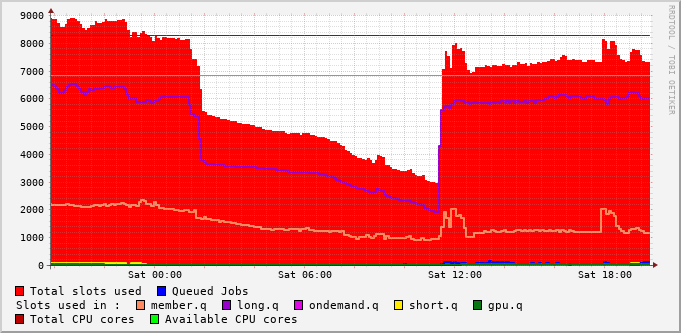 9000
8000
7000
6000
5000
4000
3000
2000
1000
0
Sat 00:00 Sat 06:00 Sat 12:00 Sat 18:00
RRDTOOL / TOBI OETIKER
Total slots used Queued Jobs
Slots used in : member.q long.q ondemand.q short.q gpu.q
Total CPU cores Available CPU cores